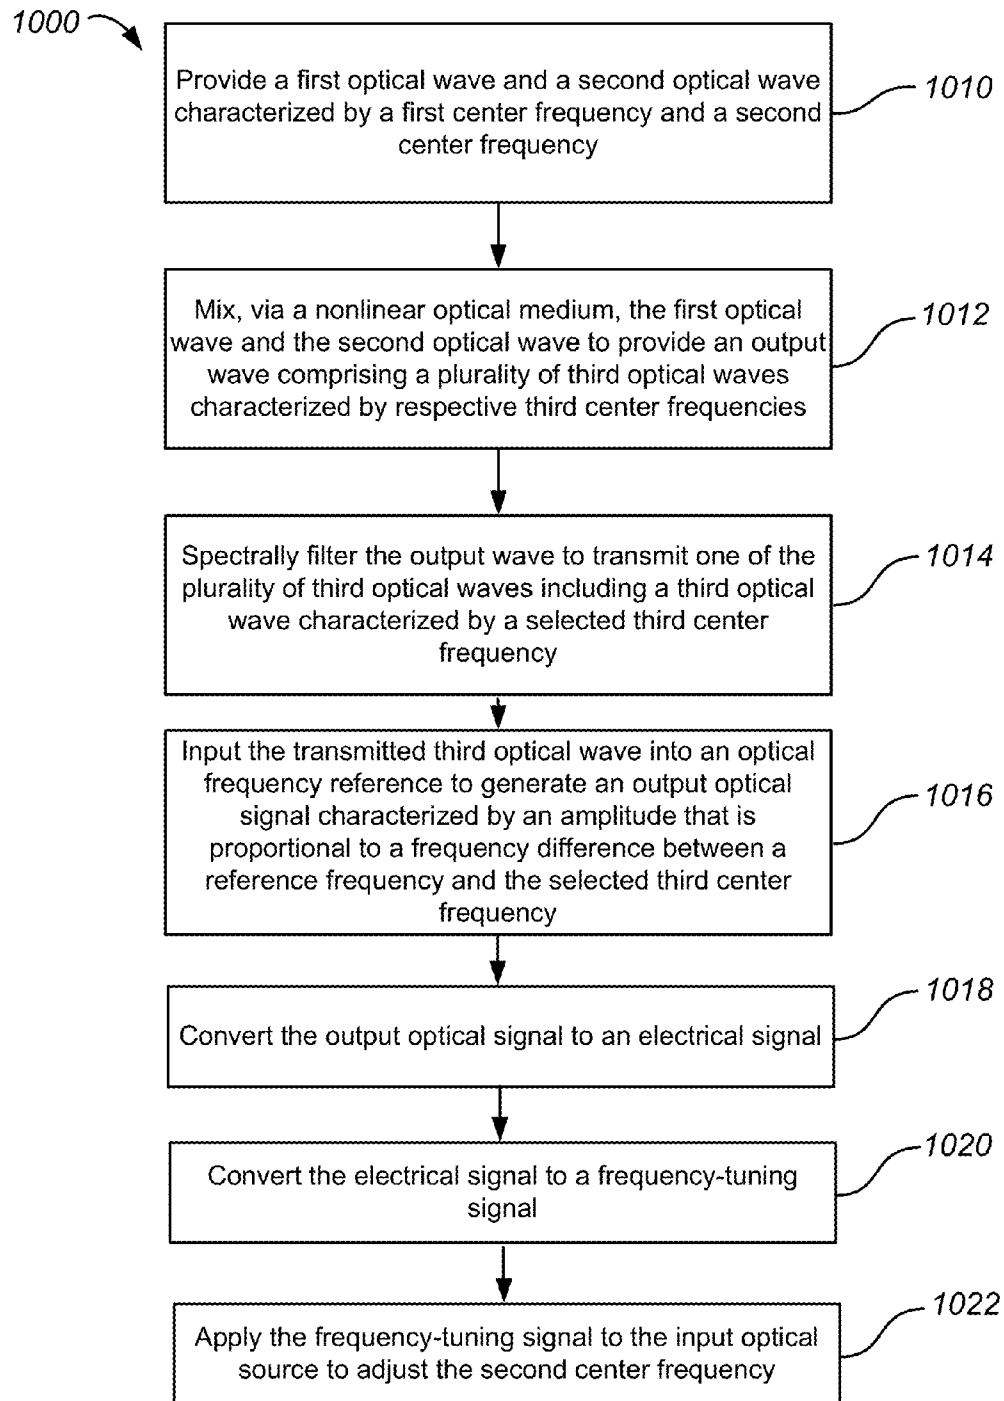 1000
Provide a first optical wave and a second optical wave
characterized by a first center frequency and a second
center frequency
1010
Mix, via a nonlinear optical medium, the first optical
wave and the second optical wave to provide an output
wave comprising a plurality of third optical waves
characterized by respective third center frequencies
1012
Spectrally filter the output wave to transmit one of the
plurality of third optical waves including a third optical
wave characterized by a selected third center
frequency
1014
Input the transmitted third optical wave into an optical
frequency reference to generate an output optical
signal characterized by an amplitude that is
proportional to a frequency difference between a
reference frequency and the selected third center
frequency
1016
Convert the output optical signal to an electrical signal
1018
Convert the electrical signal to a frequency-tuning
signal
1020
Apply the frequency-tuning signal to the input optical
source to adjust the second center frequency
1022